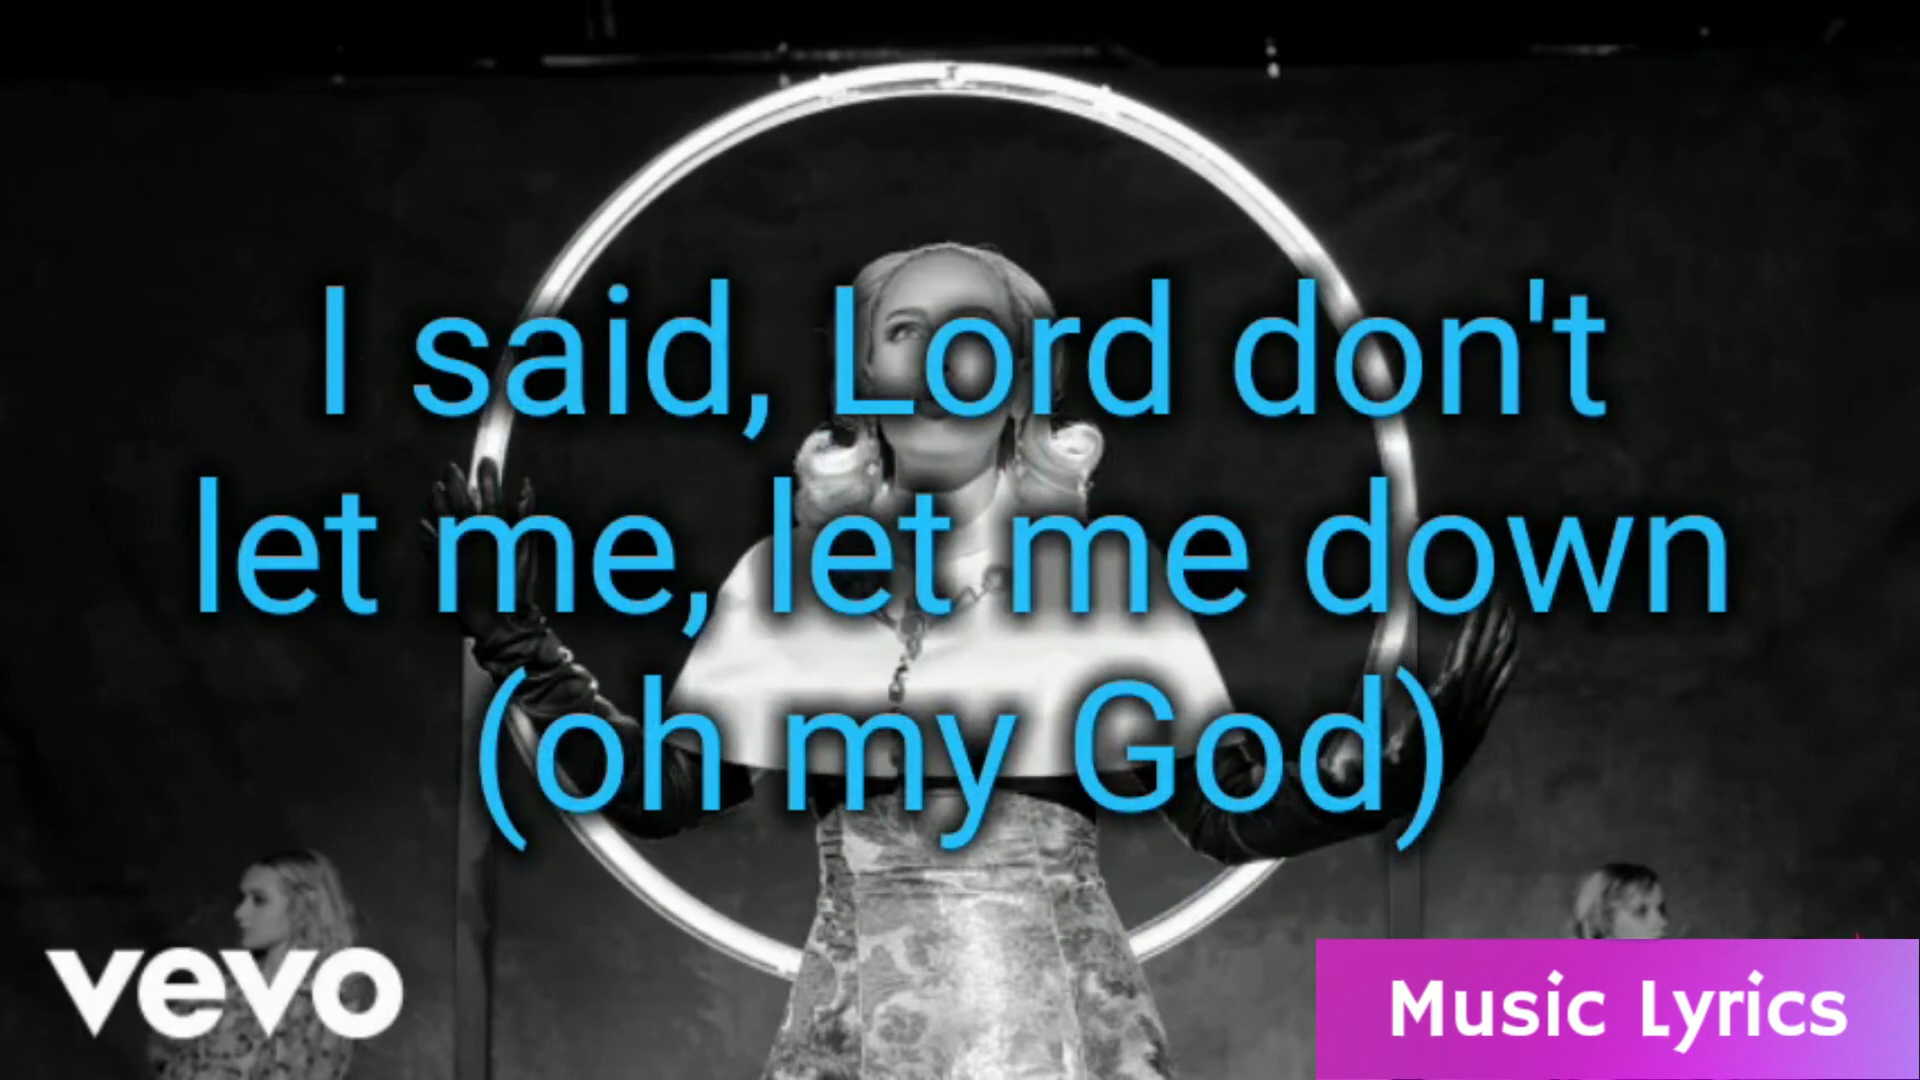 I said, Lord don't
let me, let me down
(oh my God)
vevo
Music Lyrics